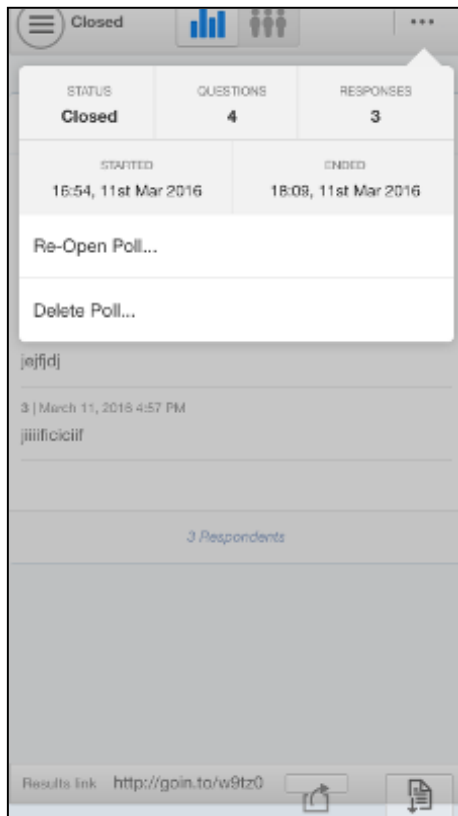 Closed
STATUS QUESTIONS RESPONSES
Closed 4 3
STARTED ENDED
16:54, 11st Mar 2016 18:09, 11st Mar 2016
Re-Open Poll...
Delete Poll...
jejfjdj
3 | March 11, 2016 4:57 PM
jiiiificiciif
3 Respondents
Results link http://goin.to/w9tz0